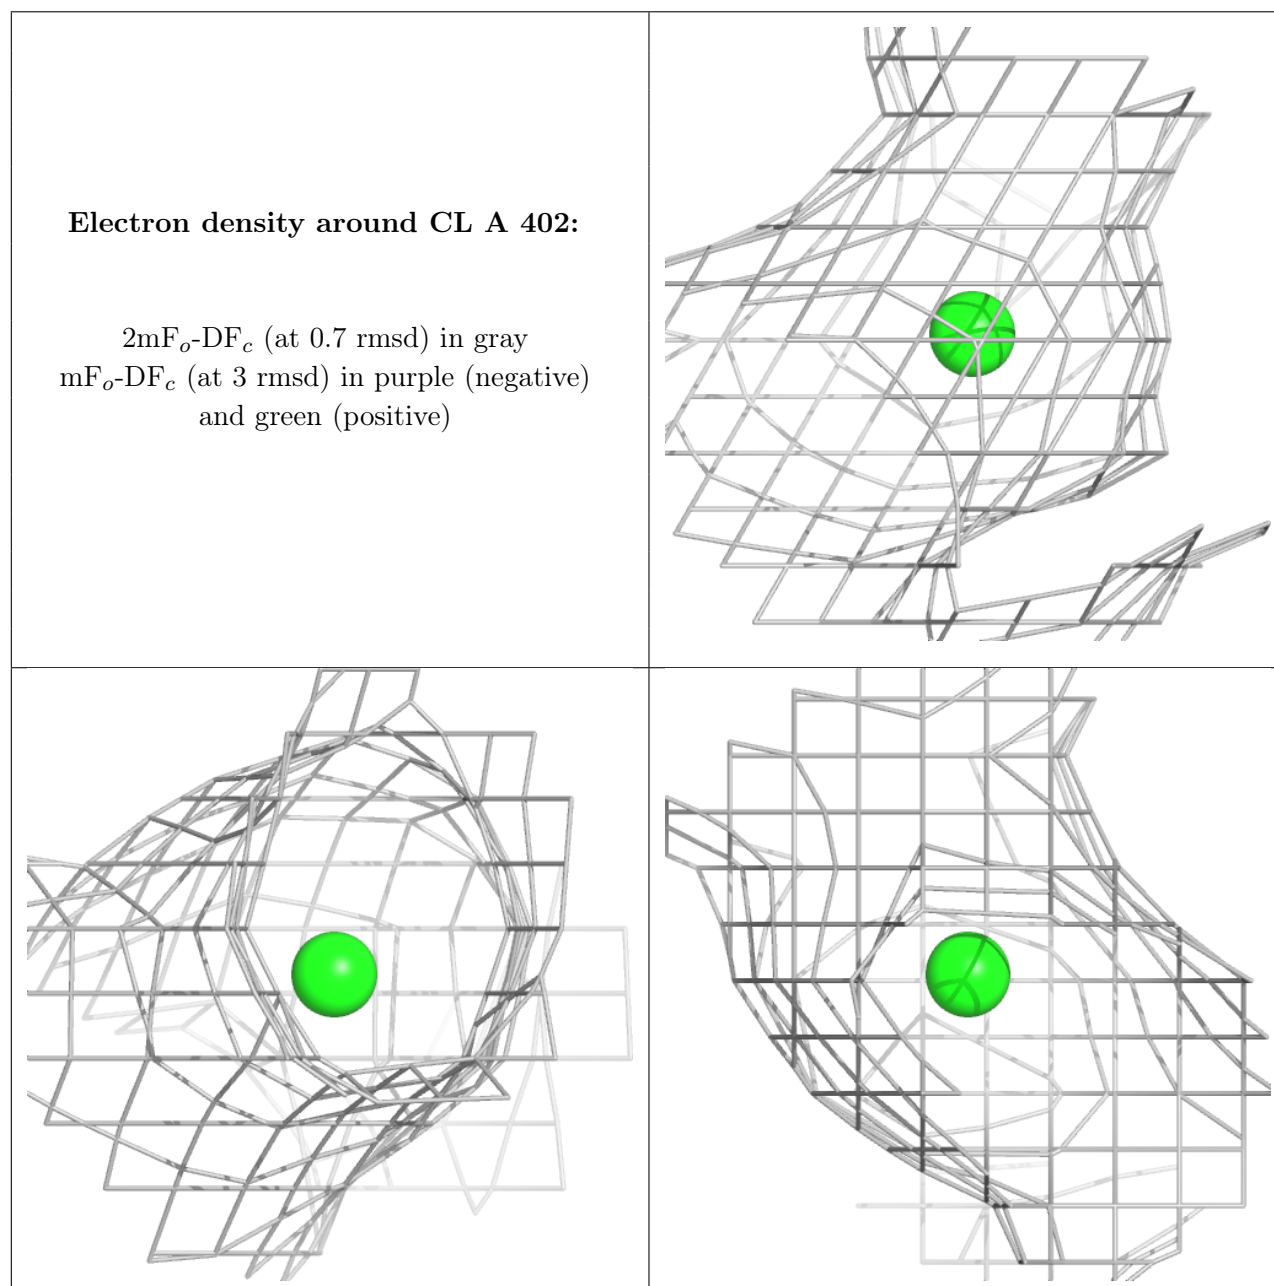 Electron density around CL A 402:
2mFo-DFc (at 0.7 rmsd) in gray
mFo-DFc (at 3 rmsd) in purple (negative)
and green (positive)